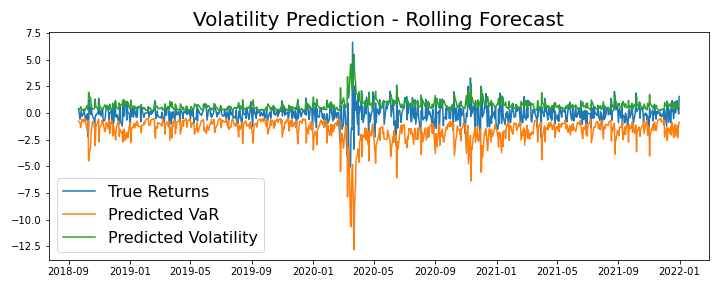 Volatility Prediction - Rolling Forecast
7.5
5.0
2.5
0.0
−2.5
−5.0
−7.5
−10.0
−12.5
True Returns
Predicted VaR
Predicted Volatility
2018-09 2019-01 2019-05 2019-09 2020-01 2020-05 2020-09 2021-01 2021-05 2021-09 2022-01